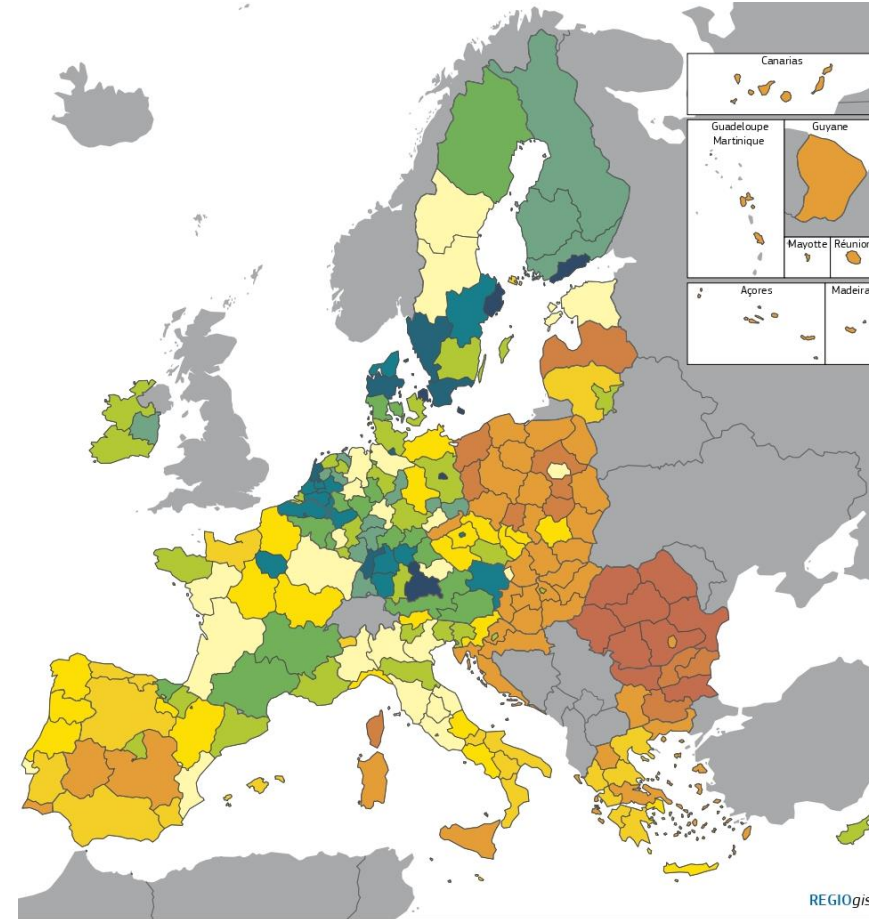 Canarias
Guadeloupe
Martinique
Guyane
Mayotte
Réunion
Açores
Madeira
REGIOgis